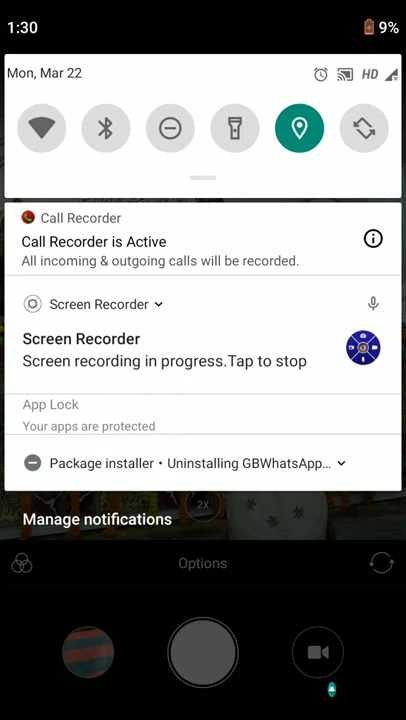 1:30
9%
Mon, Mar 22
HD
Call Recorder
Call Recorder is Active
All incoming & outgoing calls will be recorded.
Screen Recorder
Screen Recorder
Screen recording in progress.Tap to stop
App Lock
Your apps are protected
Package installer • Uninstalling GBWhatsApp...
2X
Manage notifications
Options